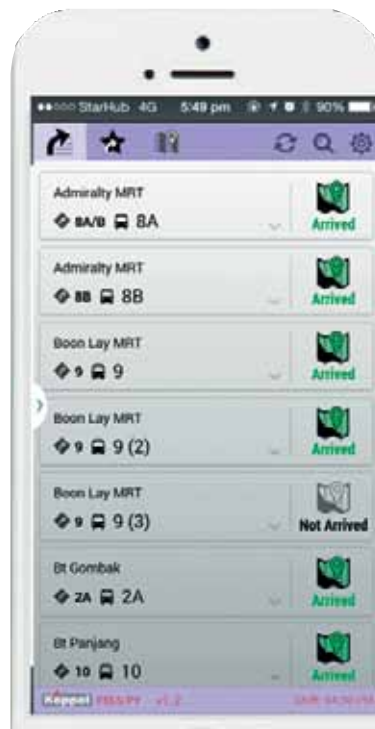 StarHub 4G 5:49 pm 90%
Admiralty MRT
8A/B 8A
Arrived
Admiralty MRT
8B 8B
Arrived
Boon Lay MRT
9 9
Arrived
Boon Lay MRT
9 9 (2)
Arrived
Boon Lay MRT
9 9 (3)
Not Arrived
Bt Gombak
2A 2A
Arrived
Bt Panjang
10 10
Arrived
Keppel v1.2